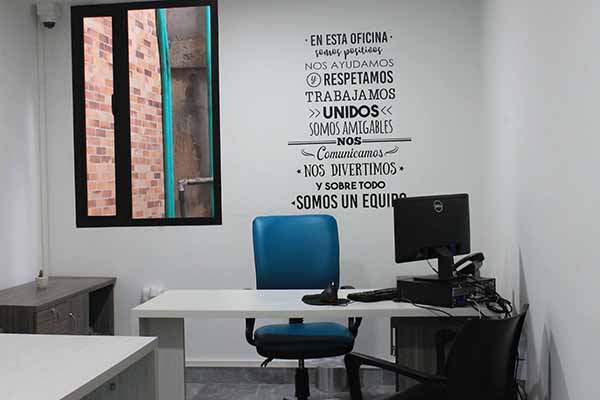 · EN ESTA OFICINA ·
somos positivos
NOS AYUDAMOS
Y RESPETAMOS
TRABAJAMOS
UNIDOS
SOMOS AMIGABLES
NOS
Comunicamos
NOS DIVERTIMOS
Y SOBRE TODO
SOMOS UN EQUIPO
DELL